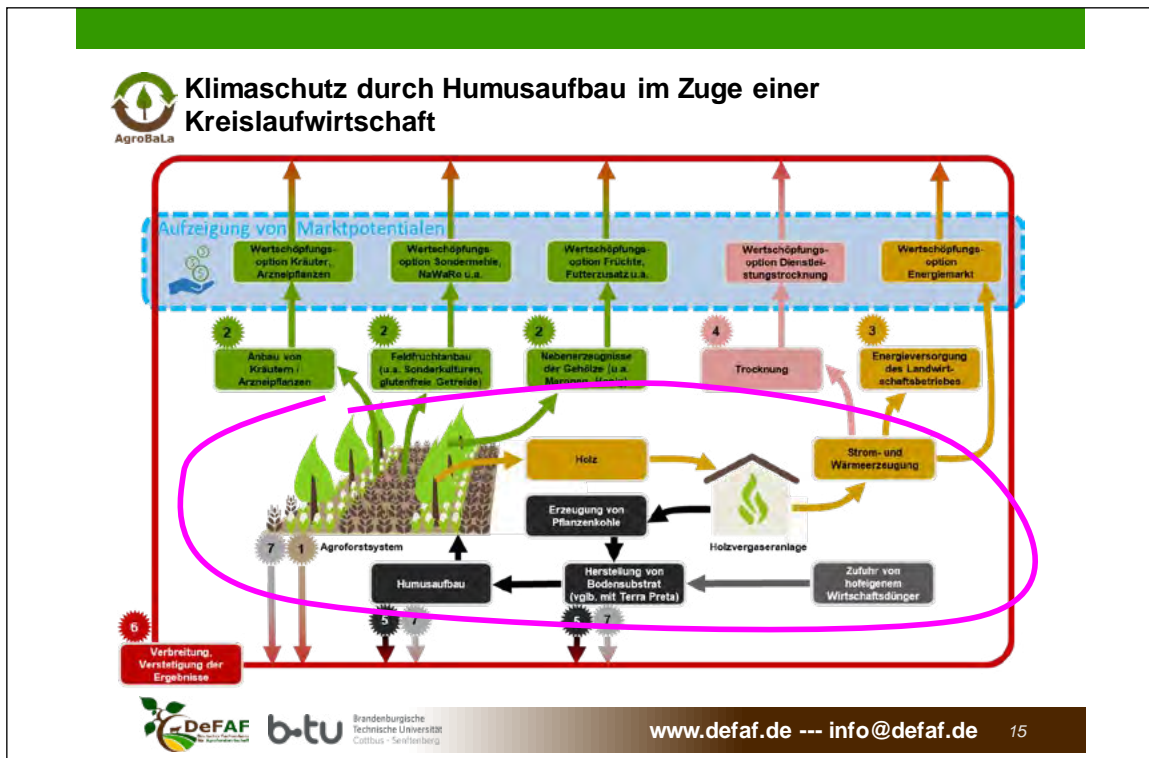 Klimaschutz durch Humusaufbau im Zuge einer
Kreislaufwirtschaft
AgroBaLa
Aufzeigung von Marktpotentialen
Wertschöpfungs-
option Kräuter,
Arzneipflanzen
Wertschöpfungs-
option Sondermehle,
NaWaRo u.a.
Wertschöpfungs-
option Früchte,
Futterzusatz u.a.
Wertschöpfungs-
option Dienstlei-
stungstrocknung
Wertschöpfungs-
option
Energiemarkt
2
2
2
4
3
Anbau von
Kräutern /
Arzneipflanzen
Feldfruchtanbau
(u.a. Sonderkulturen,
glutenfreie Getreide)
Nebenerzeugnisse
der Gehölze (u.a.
Maronen, Honig)
Trocknung
Energieversorgung
des Landwirt-
schaftsbetriebes
Holz
Strom- und
Wärmeerzeugung
Erzeugung von
Pflanzenkohle
7
1
Agroforstsystem
Holzvergaseranlage
Humusaufbau
Herstellung von
Bodensubstrat
(vglb. mit Terra Preta)
Zufuhr von
hofeigenem
Wirtschaftsdünger
5
7
5
7
6
Verbreitung,
Verstetigung der
Ergebnisse
DeFAF
b-tu
Brandenburgische
Technische Universität
Cottbus - Senftenberg
www.defaf.de --- info@defaf.de
15